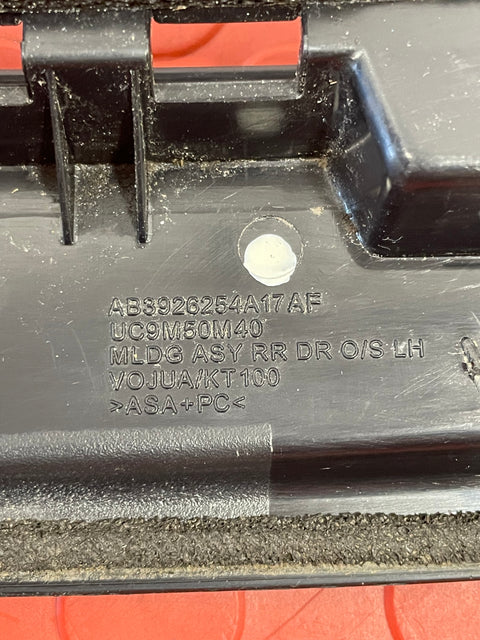 AB3926254A17AF
UC9M50M40
MLDG ASY RR DR O/S LH
VOJUA/KT100
>ASA+PC<